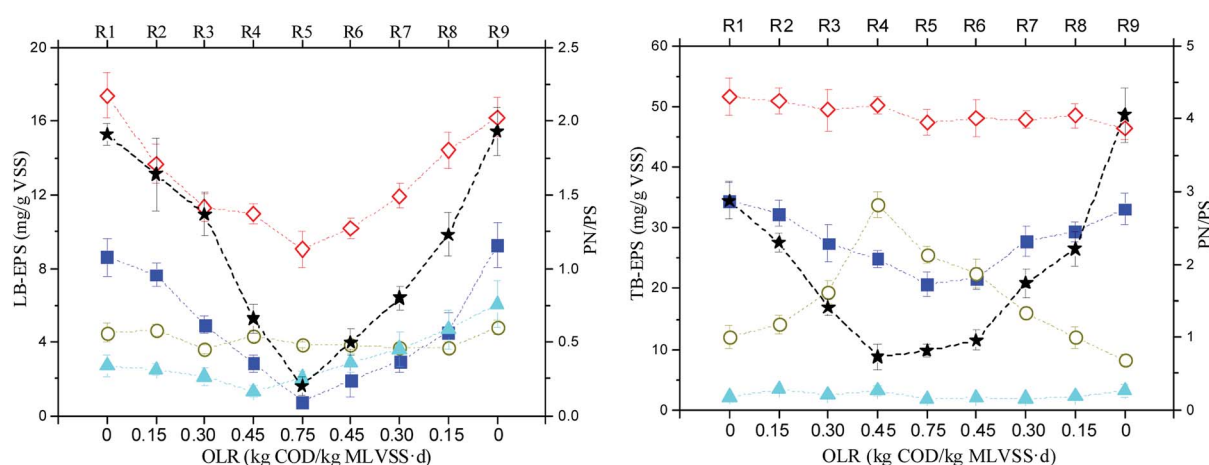 R1 R2 R3 R4 R5 R6 R7 R8 R9
20
16
12
8
4
0
LB-EPS (mg/g VSS)
2.5
2.0
1.5
1.0
0.5
0.0
PN/PS
0 0.15 0.30 0.45 0.75 0.45 0.30 0.15 0
OLR (kg COD/kg MLVSS·d)
R1 R2 R3 R4 R5 R6 R7 R8 R9
60
50
40
30
20
10
0
TB-EPS (mg/g VSS)
5
4
3
2
1
0
PN/PS
0 0.15 0.30 0.45 0.75 0.45 0.30 0.15 0
OLR (kg COD/kg MLVSS·d)